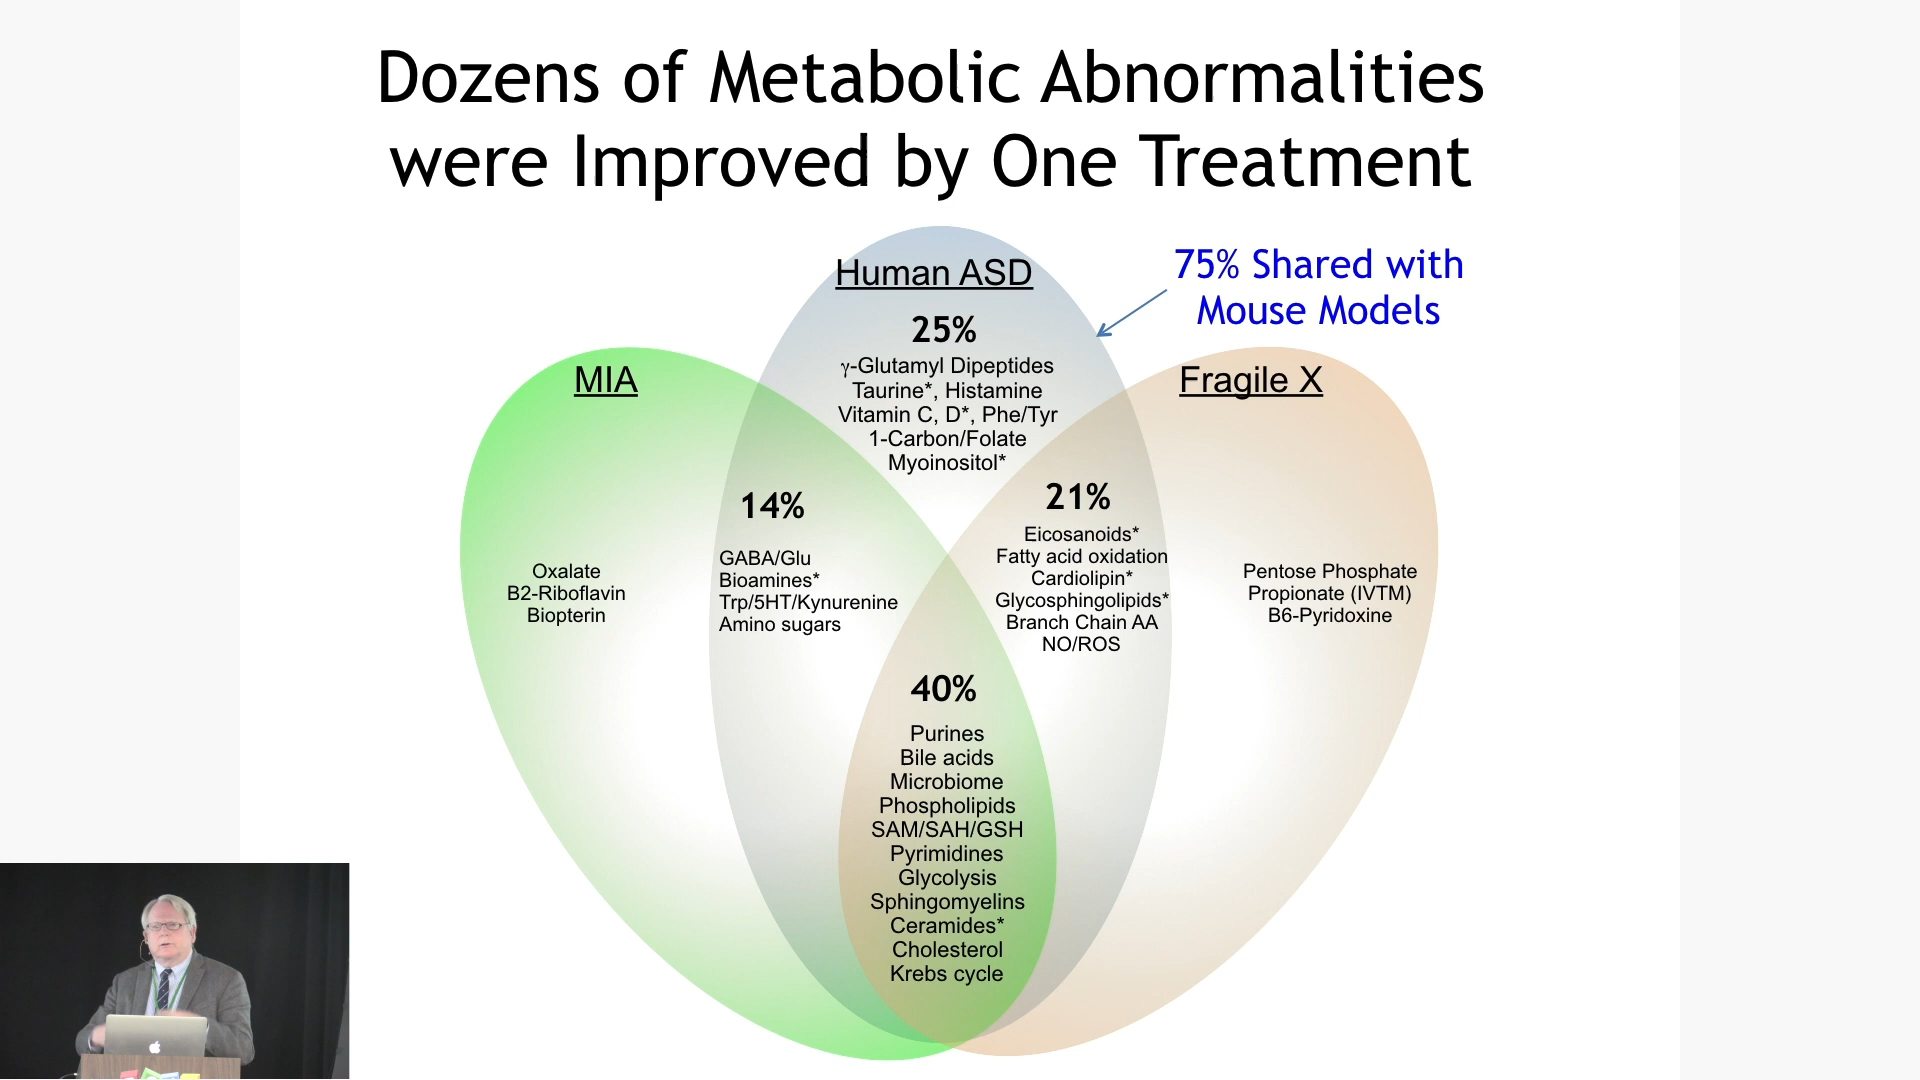 Dozens of Metabolic Abnormalities
were Improved by One Treatment
Human ASD
75% Shared with
Mouse Models
25%
γ-Glutamyl Dipeptides
Taurine*, Histamine
Vitamin C, D*, Phe/Tyr
1-Carbon/Folate
Myoinositol*
MIA
Fragile X
14%
GABA/Glu
Bioamines*
Trp/5HT/Kynurenine
Amino sugars
21%
Eicosanoids*
Fatty acid oxidation
Cardiolipin*
Glycosphingolipids*
Branch Chain AA
NO/ROS
Oxalate
B2-Riboflavin
Biopterin
Pentose Phosphate
Propionate (IVTM)
B6-Pyridoxine
40%
Purines
Bile acids
Microbiome
Phospholipids
SAM/SAH/GSH
Pyrimidines
Glycolysis
Sphingomyelins
Ceramides*
Cholesterol
Krebs cycle